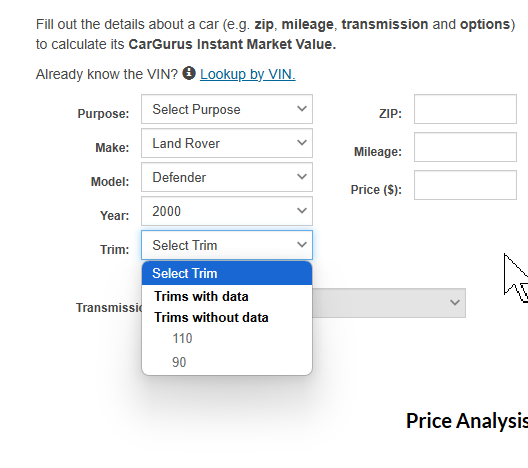 Fill out the details about a car (e.g. zip, mileage, transmission and options)
to calculate its CarGurus Instant Market Value.
Already know the VIN? Lookup by VIN.
Purpose: Select Purpose
ZIP:
Make: Land Rover
Mileage:
Model: Defender
Price ($):
Year: 2000
Trim: Select Trim
Select Trim
Trims with data
Transmissi
Trims without data
110
90
Price Analysis